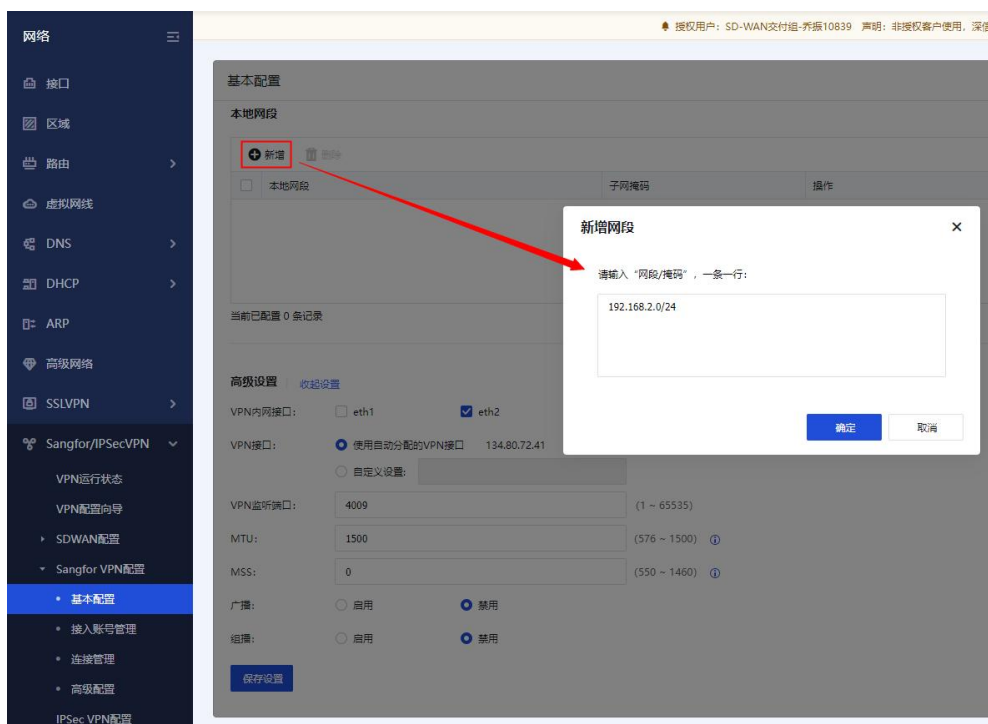 网络
授权用户：SD-WAN交付组-乔振10839 声明：非授权客户使用，深信
接口
区域
路由
虚拟网线
DNS
DHCP
ARP
高级网络
SSLVPN
Sangfor/IPSecVPN
VPN运行状态
VPN配置向导
SDWAN配置
Sangfor VPN配置
基本配置
接入账号管理
连接管理
高级配置
IPSec VPN配置
基本配置
本地网段
新增 删除
本地网段 子网掩码 操作
当前已配置 0 条记录
新增网段
请输入“网段/掩码”，一条一行：
192.168.2.0/24
确定 取消
高级设置 收起设置
VPN内网接口: eth1 eth2
VPN接口: 使用自动分配的VPN接口 134.80.72.41
自定义设置:
VPN监听端口: 4009 (1 ~ 65535)
MTU: 1500 (576 ~ 1500)
MSS: 0 (550 ~ 1460)
广播: 启用 禁用
组播: 启用 禁用
保存设置